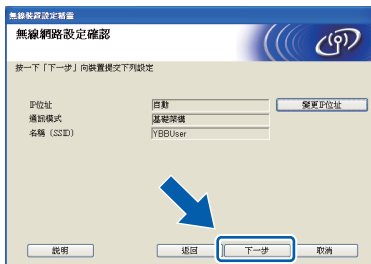 無線裝置設定精靈
無線網路設定確認
按一下「下一步」向裝置提交下列設定
IP位址 自動 變更IP位址
通訊模式 基礎架構
名稱 (SSID) YBBUser
說明 退回 下一步 取消